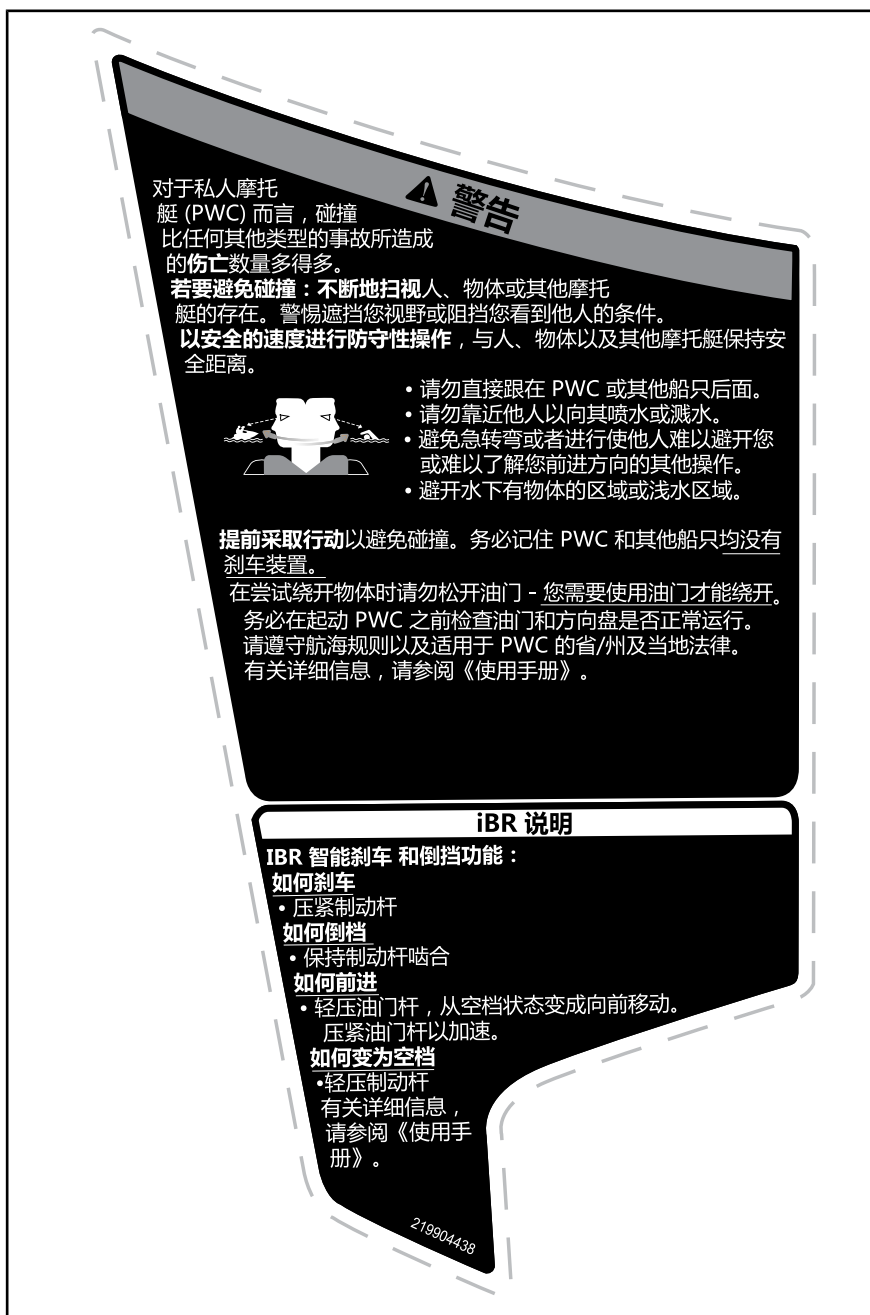 警告
对于私人摩托
艇 (PWC) 而言，碰撞
比任何其他类型的事故所造成
的伤亡数量多得多。
若要避免碰撞：不断地扫视人、物体或其他摩托
艇的存在。警惕遮挡您视野或阻挡您看到他人的条件。
以安全的速度进行防守性操作，与人、物体以及其他摩托艇保持安
全距离。
• 请勿直接跟在 PWC 或其他船只后面。
• 请勿靠近他人以向其喷水或溅水。
• 避免急转弯或者进行使他人难以避开您
或难以了解您前进方向的其他操作。
• 避开水下有物体的区域或浅水区域。
提前采取行动以避免碰撞。务必记住 PWC 和其他船只均没有
刹车装置。
在尝试绕开物体时请勿松开油门 - 您需要使用油门才能绕开。
务必在起动 PWC 之前检查油门和方向盘是否正常运行。
请遵守航海规则以及适用于 PWC 的省/州及当地法律。
有关详细信息，请参阅《使用手册》。
iBR 说明
IBR 智能刹车 和倒挡功能：
如何刹车
• 压紧制动杆
如何倒档
• 保持制动杆啮合
如何前进
• 轻压油门杆，从空档状态变成向前移动。
压紧油门杆以加速。
如何变为空档
•轻压制动杆
有关详细信息，
请参阅《使用手
册》。
219904438